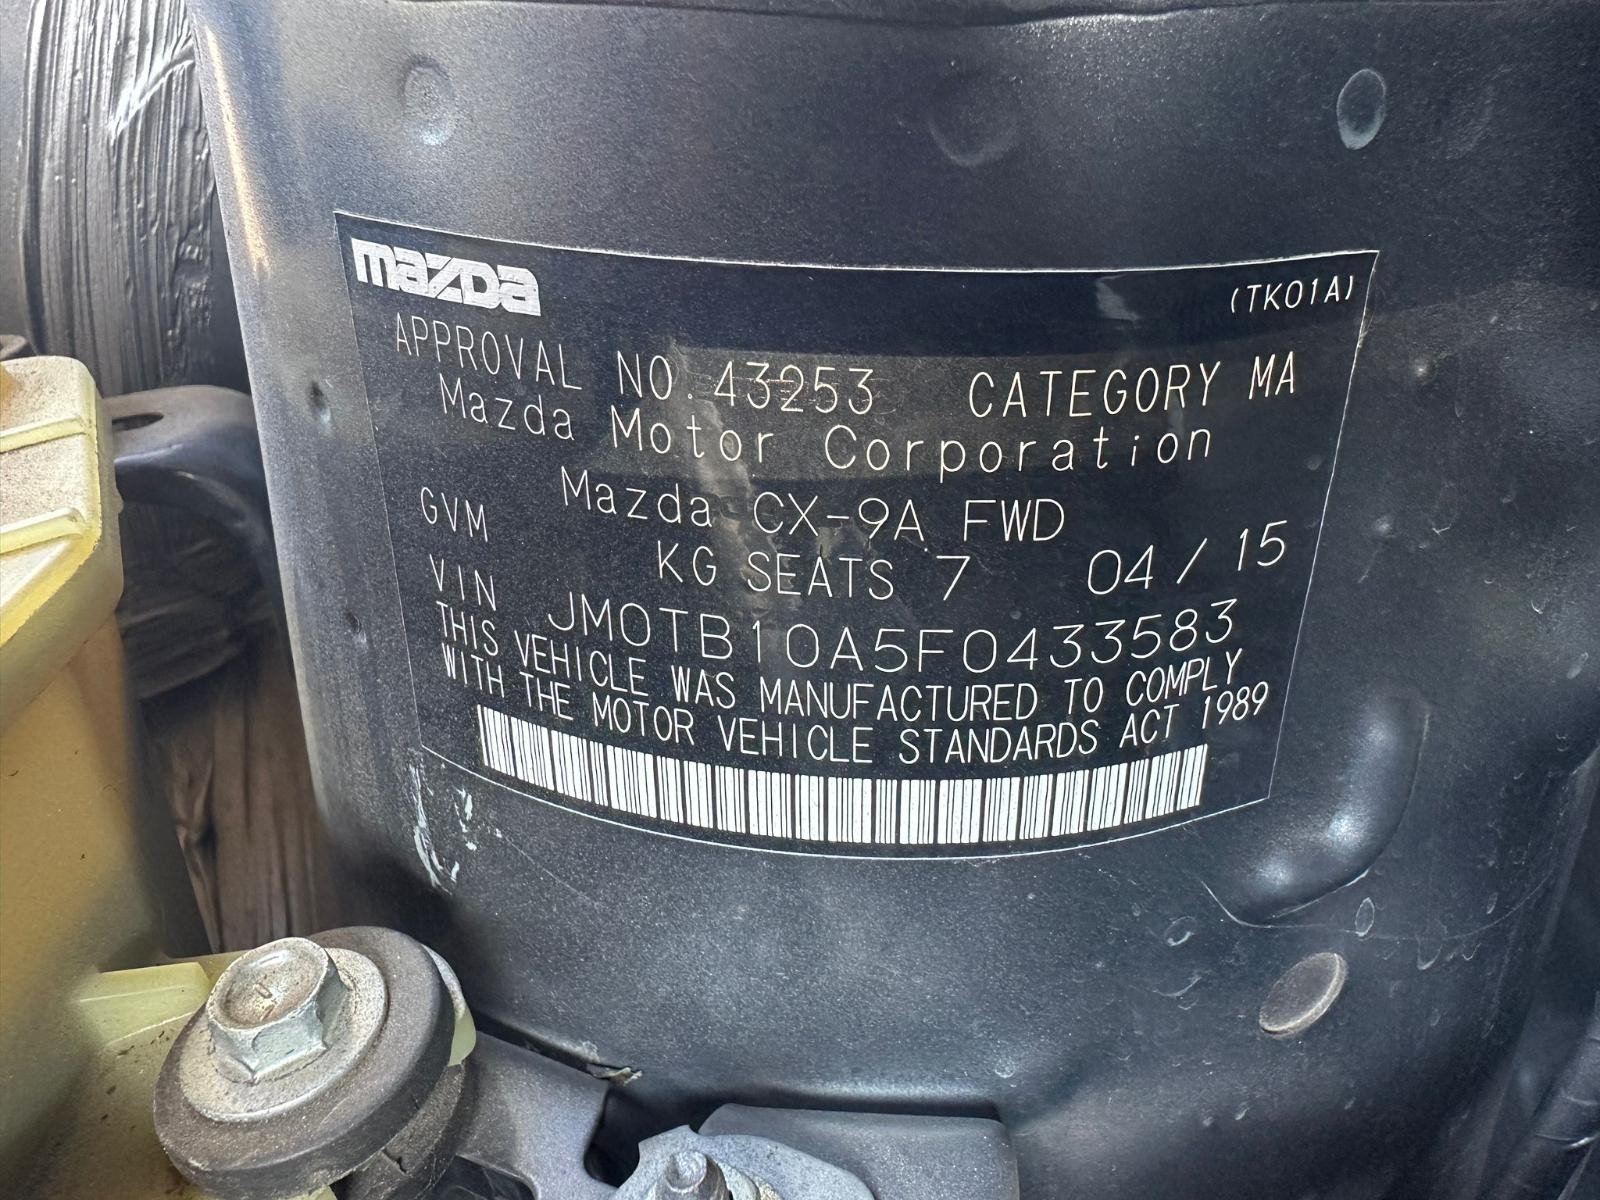 mazda
(TK01A)
APPROVAL NO. 43253 CATEGORY MA
Mazda Motor Corporation
Mazda CX-9A FWD
GVM KG SEATS 7 04/15
VIN JM0TB10A5F0433583
THIS VEHICLE WAS MANUFACTURED TO COMPLY
WITH THE MOTOR VEHICLE STANDARDS ACT 1989